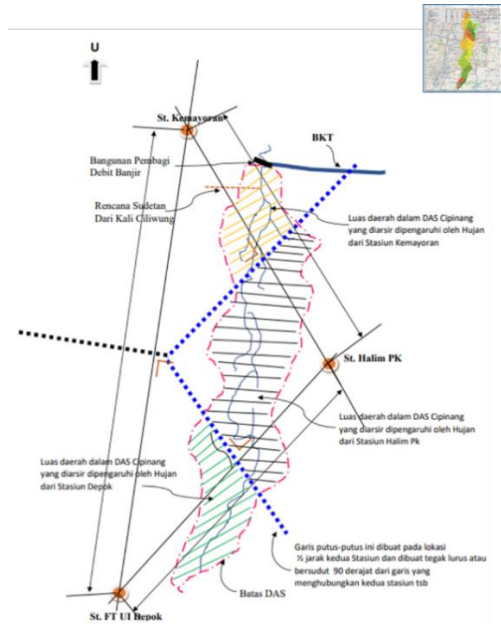 U
St. Kemayoran
BKT
Bangunan Pembagi
Debit Banjir
Rencana Sudetan
Dari Kali Ciliwung
Luas daerah dalam DAS Cipinang
yang diarsir dipengaruhi oleh Hujan
dari Stasiun Kemayoran
St. Halim PK
Luas daerah dalam DAS Cipinang
yang diarsir dipengaruhi oleh Hujan
dari Stasiun Halim Pk
Luas daerah dalam DAS Cipinang
yang diarsir dipengaruhi oleh Hujan
dari Stasiun Depok
Garis putus-putus ini dibuat pada lokasi
½ jarak kedua Stasiun dan dibuat tegak lurus atau
bersudut 90 derajat dari garis yang
menghubungkan kedua stasiun tsb
Batas DAS
St. FT UI Depok